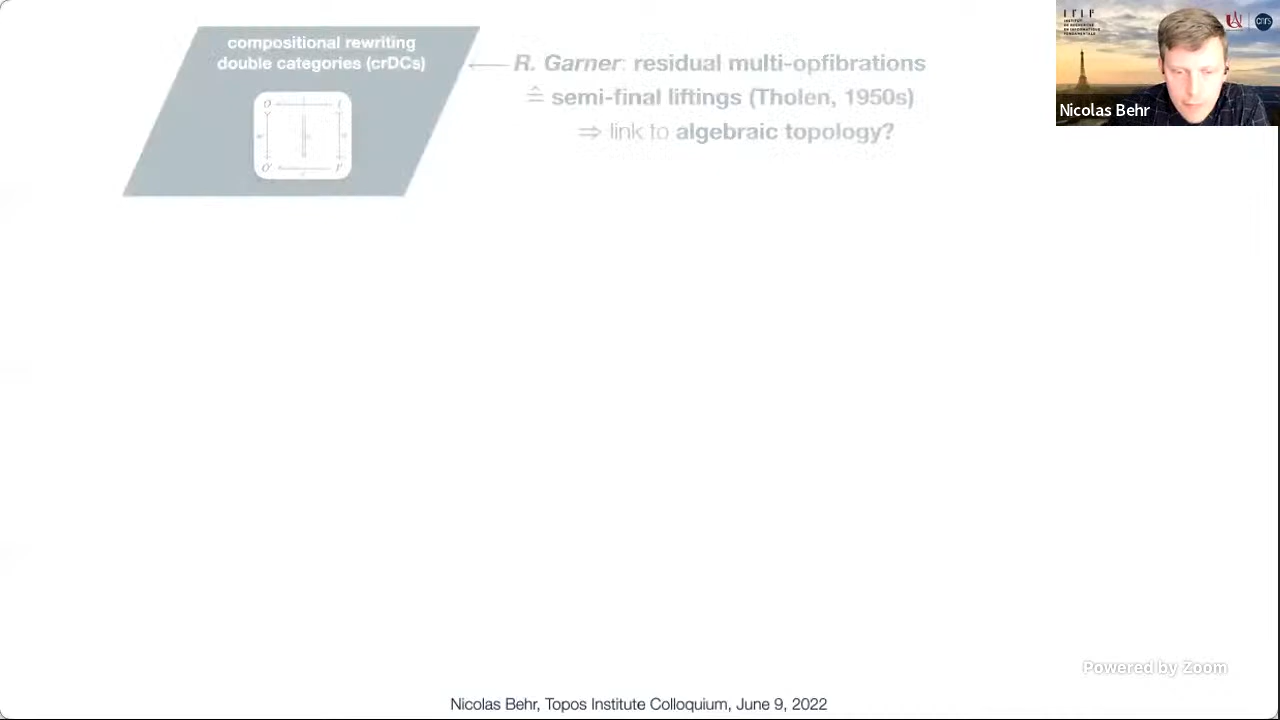 compositional rewriting
double categories (crDCs)
O I
O' I'
← R. Garner: residual multi-opfibrations
≙ semi-final liftings (Tholen, 1950s)
⇒ link to algebraic topology?
Nicolas Behr
Powered by Zoom
Nicolas Behr, Topos Institute Colloquium, June 9, 2022